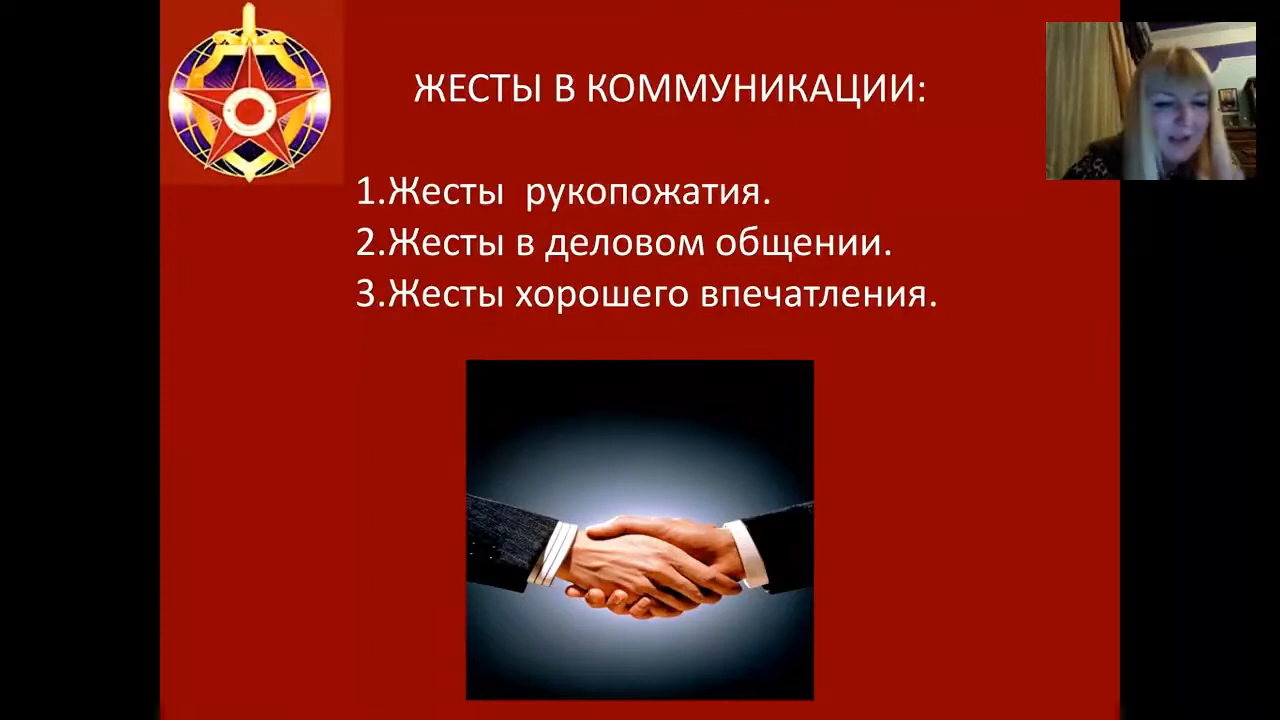 ЖЕСТЫ В КОММУНИКАЦИИ:
1.Жесты рукопожатия.
2.Жесты в деловом общении.
3.Жесты хорошего впечатления.